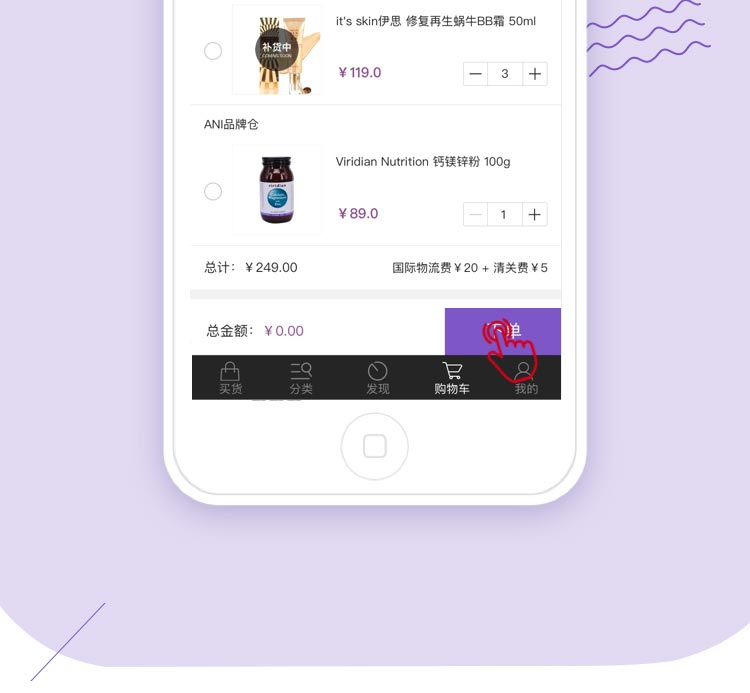 it's skin伊思 修复再生蜗牛BB霜 50ml
补货中
COMING SOON
¥119.0
3
ANI品牌仓
Viridian Nutrition 钙镁锌粉 100g
viridian
¥89.0
1
总计： ¥249.00 国际物流费¥20 + 清关费¥5
总金额： ¥0.00
下单
买货 分类 发现 购物车 我的